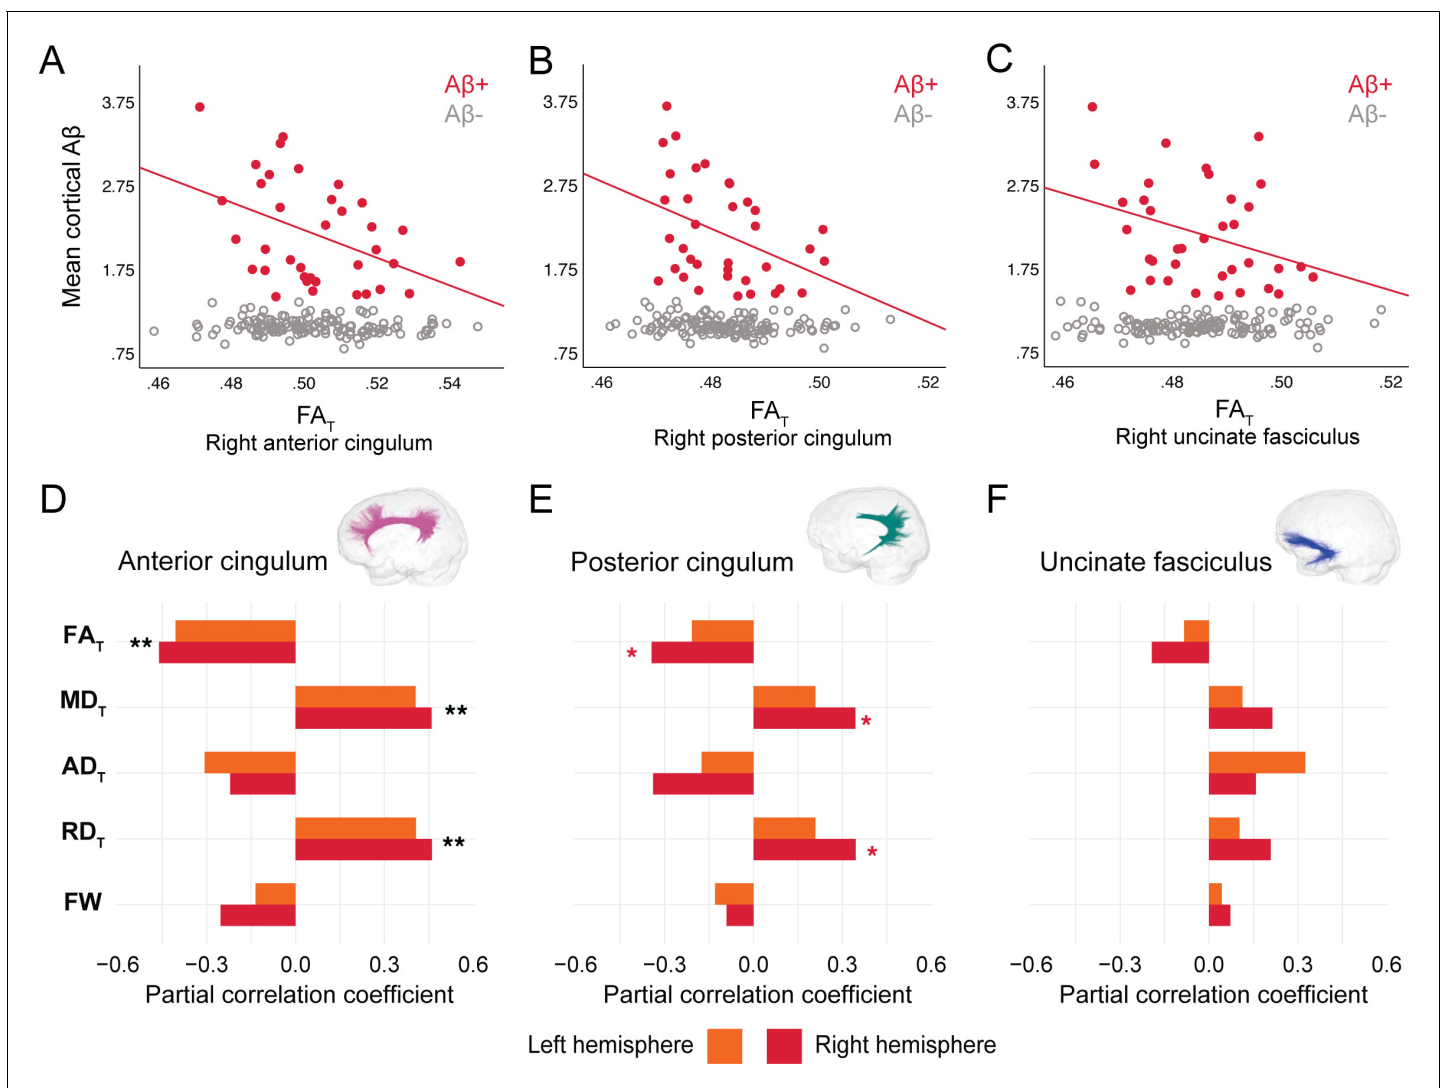 A
B
C
Aβ+
Aβ-
Aβ+
Aβ-
Aβ+
Aβ-
Mean cortical Aβ
3.75
2.75
1.75
.75
3.75
2.75
1.75
.75
3.75
2.75
1.75
.75
.46 .48 .50 .52 .54
.46 .48 .50 .52
.46 .48 .50 .52
FAT
Right anterior cingulum
FAT
Right posterior cingulum
FAT
Right uncinate fasciculus
D
E
F
Anterior cingulum
Posterior cingulum
Uncinate fasciculus
FAT
**
*
MDT
**
*
ADT
RDT
**
*
FW
−0.6 −0.3 0.0 0.3 0.6
−0.6 −0.3 0.0 0.3 0.6
−0.6 −0.3 0.0 0.3 0.6
Partial correlation coefficient
Partial correlation coefficient
Partial correlation coefficient
Left hemisphere
Right hemisphere